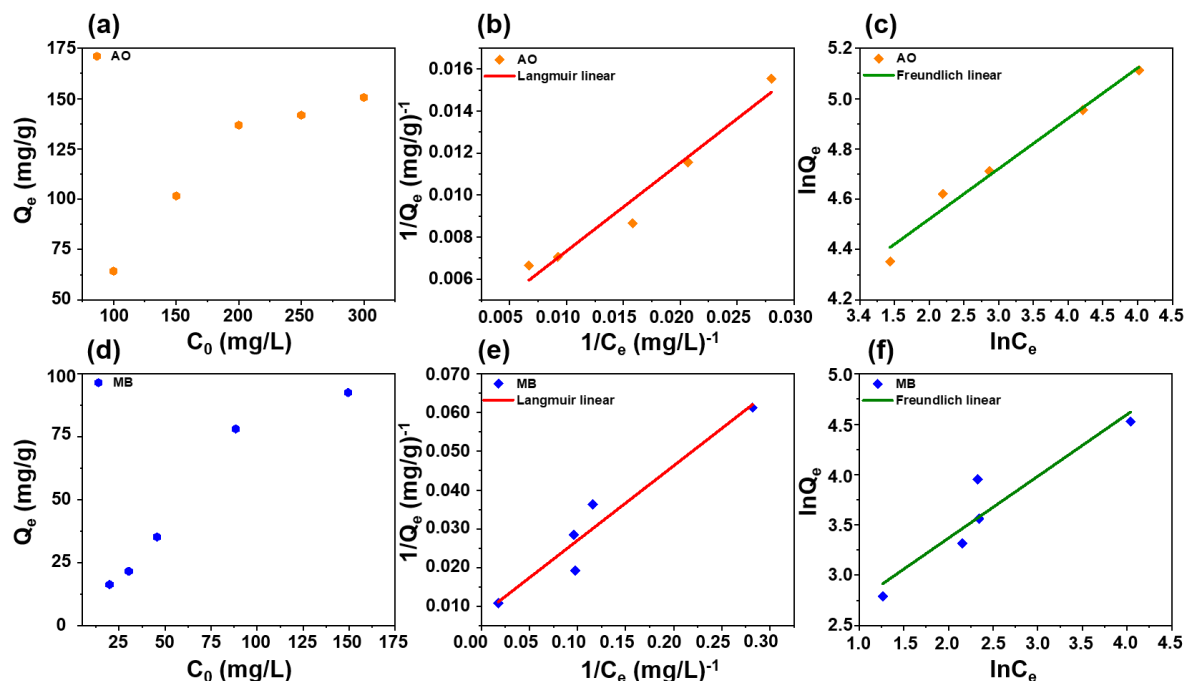 (a)
AO
175
150
125
100
75
50
100 150 200 250 300
Qₑ (mg/g)
C₀ (mg/L)
(b)
AO
Langmuir linear
0.016
0.014
0.012
0.010
0.008
0.006
0.005 0.010 0.015 0.020 0.025 0.030
1/Qₑ (mg/g)⁻¹
1/Cₑ (mg/L)⁻¹
(c)
AO
Freundlich linear
5.2
5.0
4.8
4.6
4.4
4.2
3.4 1.5 2.0 2.5 3.0 3.5 4.0 4.5
lnQₑ
lnCₑ
(d)
MB
100
75
50
25
0
25 50 75 100 125 150 175
Qₑ (mg/g)
C₀ (mg/L)
(e)
MB
Langmuir linear
0.070
0.060
0.050
0.040
0.030
0.020
0.010
0.00 0.05 0.10 0.15 0.20 0.25 0.30
1/Qₑ (mg/g)⁻¹
1/Cₑ (mg/L)⁻¹
(f)
MB
Freundlich linear
5.0
4.5
4.0
3.5
3.0
2.5
1.0 1.5 2.0 2.5 3.0 3.5 4.0 4.5
lnQₑ
lnCₑ